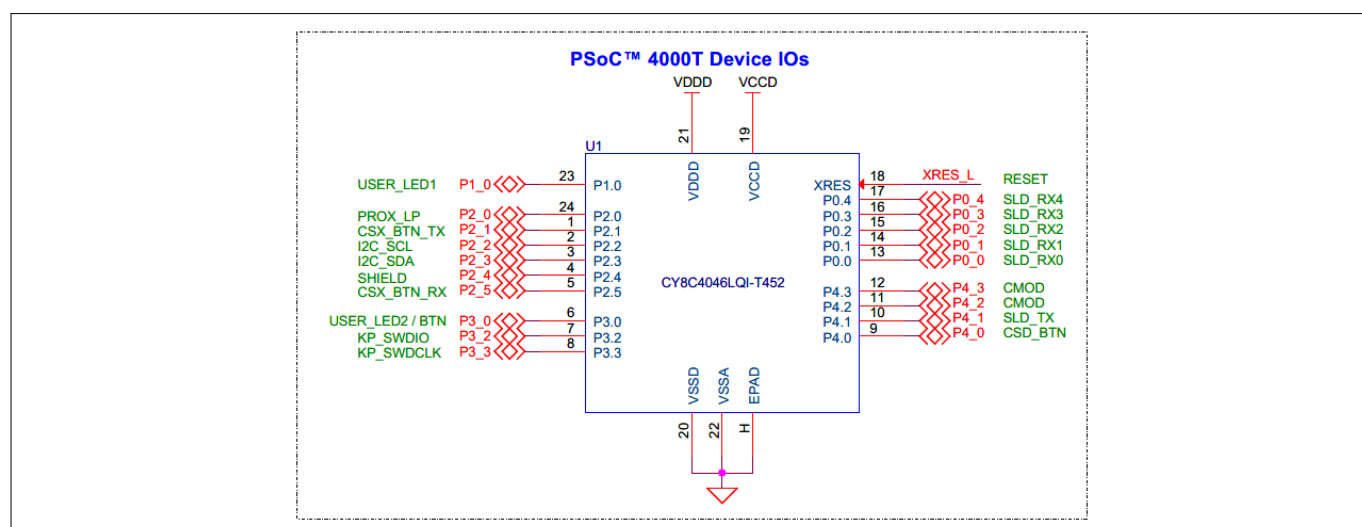 PSoC™ 4000T Device IOs
VDDD VCCD
21 19
U1
VDDD VCCD
USER_LED1 P1_0 23 P1.0
XRES 18 XRES_L RESET
P0.4 17 P0_4 SLD_RX4
PROX_LP P2_0 24 P2.0
P0.3 16 P0_3 SLD_RX3
CSX_BTN_TX P2_1 1 P2.1
P0.2 15 P0_2 SLD_RX2
I2C_SCL P2_2 2 P2.2
P0.1 14 P0_1 SLD_RX1
I2C_SDA P2_3 3 P2.3
P0.0 13 P0_0 SLD_RX0
SHIELD P2_4 4 P2.4
CY8C4046LQI-T452
CSX_BTN_RX P2_5 5 P2.5
P4.3 12 P4_3 CMOD
P4.2 11 P4_2 CMOD
USER_LED2 / BTN P3_0 6 P3.0
P4.1 10 P4_1 SLD_TX
KP_SWDIO P3_2 7 P3.2
P4.0 9 P4_0 CSD_BTN
KP_SWDCLK P3_3 8 P3.3
VSSD VSSA EPAD
20 22 H